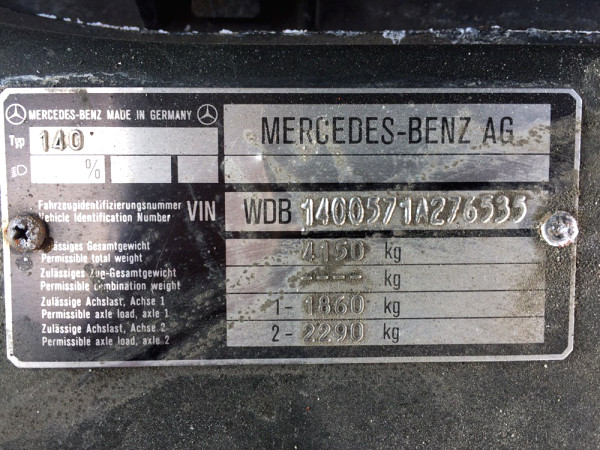 MERCEDES-BENZ MADE IN GERMANY
Typ 140
MERCEDES-BENZ AG
%
Fahrzeugidentifizierungsnummer
Vehicle Identification Number
VIN
WDB 1400571A276535
Zulässiges Gesamtgewicht
Permissible total weight
4150 kg
Zulässiges Zug-Gesamtgewicht
Permissible combination weight
---- kg
Zulässige Achslast, Achse 1
Permissible axle load, axle 1
1- 1860 kg
Zulässige Achslast, Achse 2
Permissible axle load, axle 2
2- 2290 kg